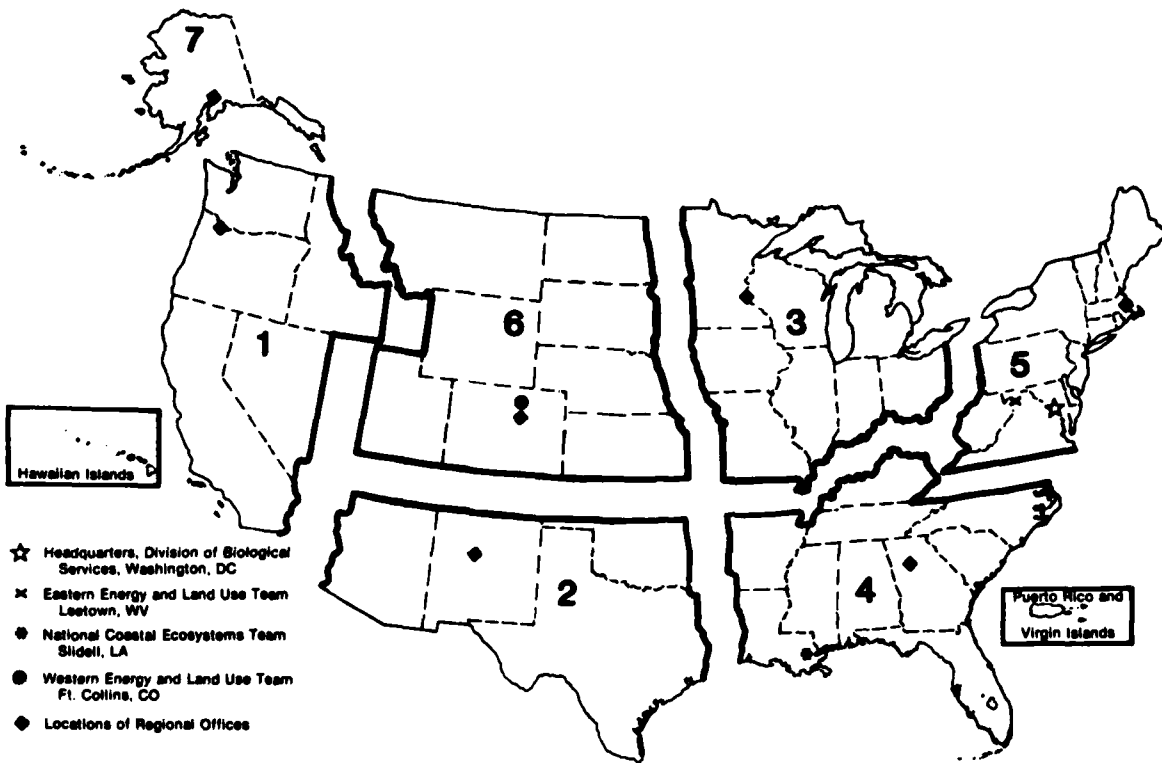 7
1
6
3
5
2
4
Hawaiian Islands
Puerto Rico and
Virgin Islands
Headquarters, Division of Biological
Services, Washington, DC
Eastern Energy and Land Use Team
Leetown, WV
National Coastal Ecosystems Team
Slidell, LA
Western Energy and Land Use Team
Ft. Collins, CO
Locations of Regional Offices